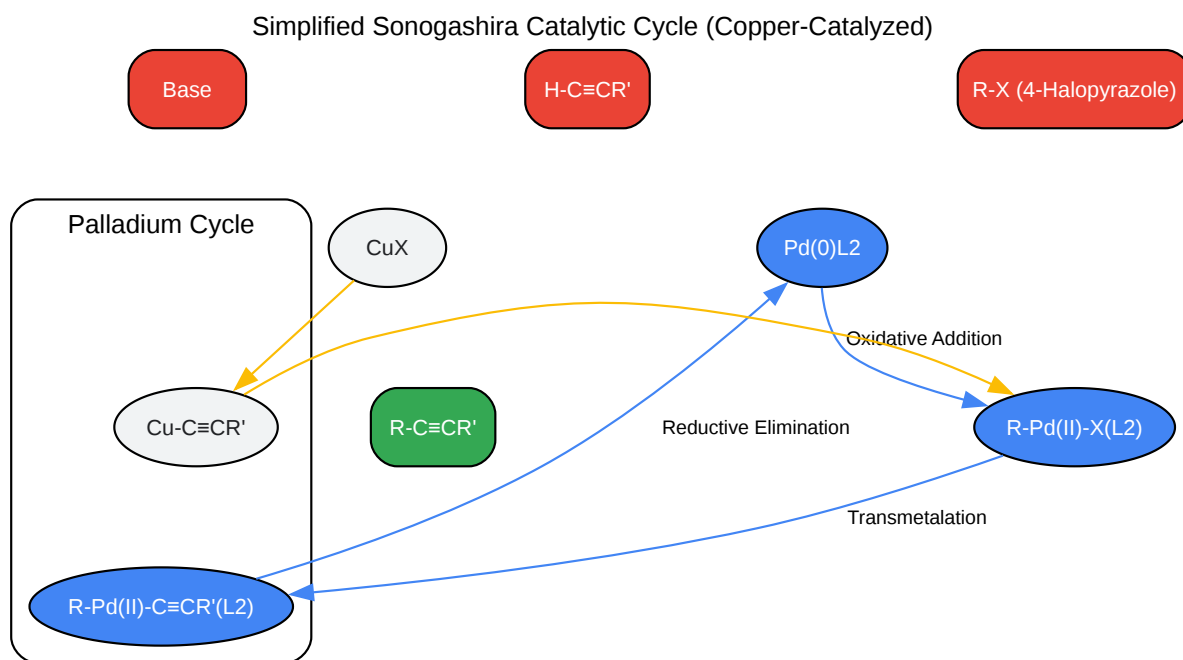 Simplified Sonogashira Catalytic Cycle (Copper-Catalyzed)
Base
H-C≡CR'
R-X (4-Halopyrazole)
Palladium Cycle
CuX
Pd(0)L2
Oxidative Addition
Cu-C≡CR'
R-C≡CR'
Reductive Elimination
R-Pd(II)-X(L2)
Transmetalation
R-Pd(II)-C≡CR'(L2)